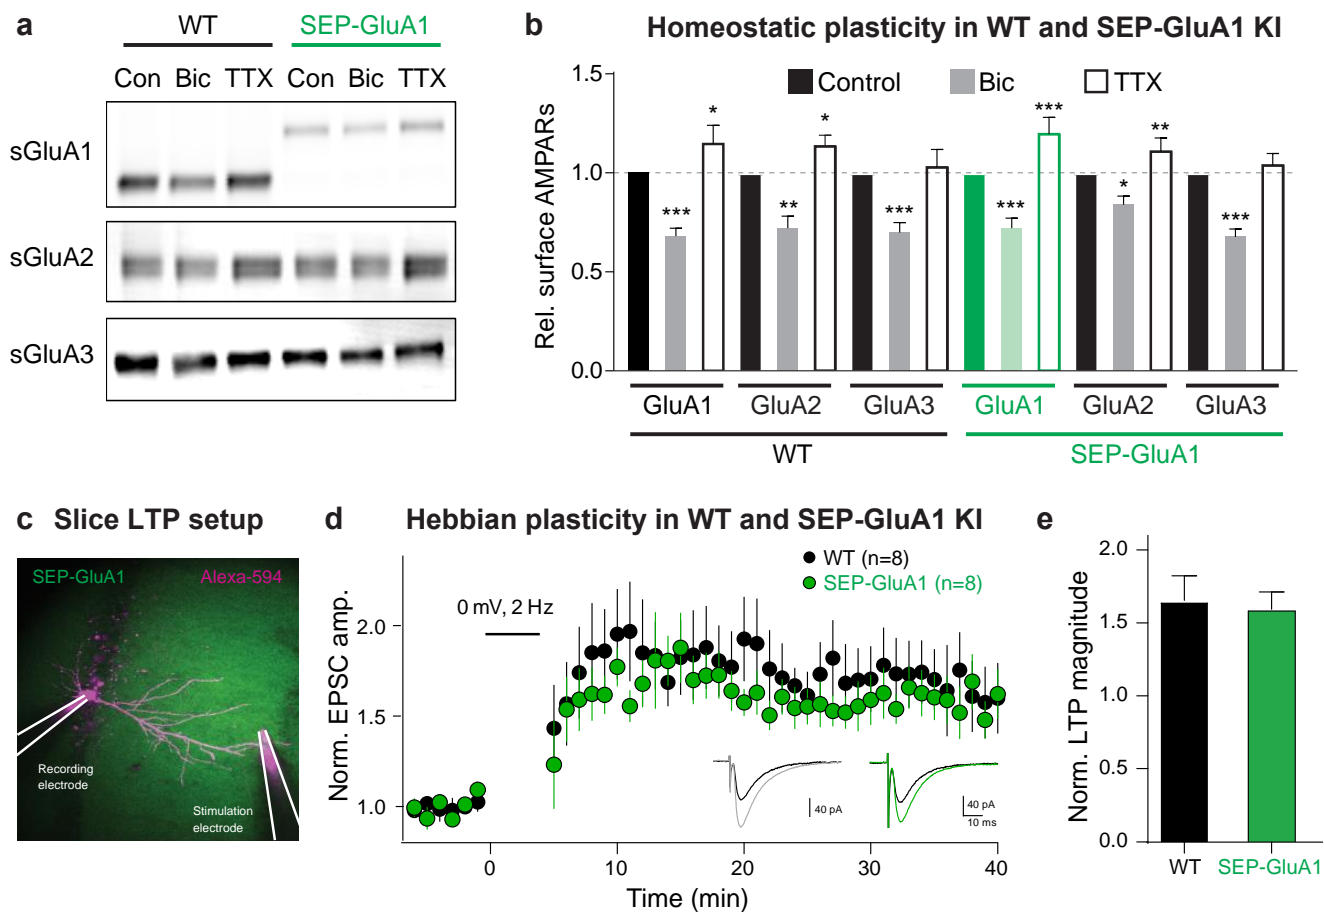 a
WT
SEP-GluA1
Con Bic TTX Con Bic TTX
sGluA1
sGluA2
sGluA3
b Homeostatic plasticity in WT and SEP-GluA1 KI
Control Bic TTX
Rel. surface AMPARs
1.5
1.0
0.5
0.0
*** * ** * *** *** *** * ** ***
GluA1 GluA2 GluA3 GluA1 GluA2 GluA3
WT SEP-GluA1
c Slice LTP setup
SEP-GluA1 Alexa-594
Recording
electrode
Stimulation
electrode
d Hebbian plasticity in WT and SEP-GluA1 KI
WT (n=8)
SEP-GluA1 (n=8)
0 mV, 2 Hz
Norm. EPSC amp.
2.0
1.5
1.0
40 pA
40 pA
10 ms
0 10 20 30 40
Time (min)
e
Norm. LTP magnitude
2.0
1.5
1.0
1.5
0.0
WT SEP-GluA1